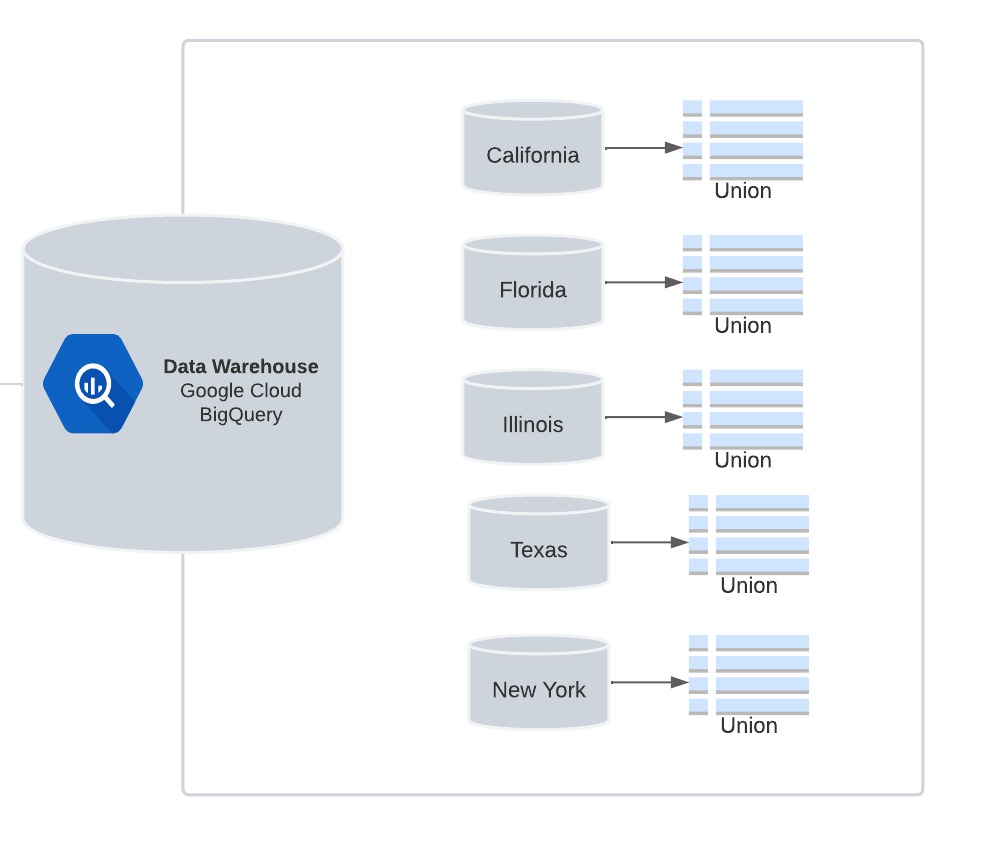 California
Union
Florida
Union
Data Warehouse
Google Cloud
BigQuery
Illinois
Union
Texas
Union
New York
Union